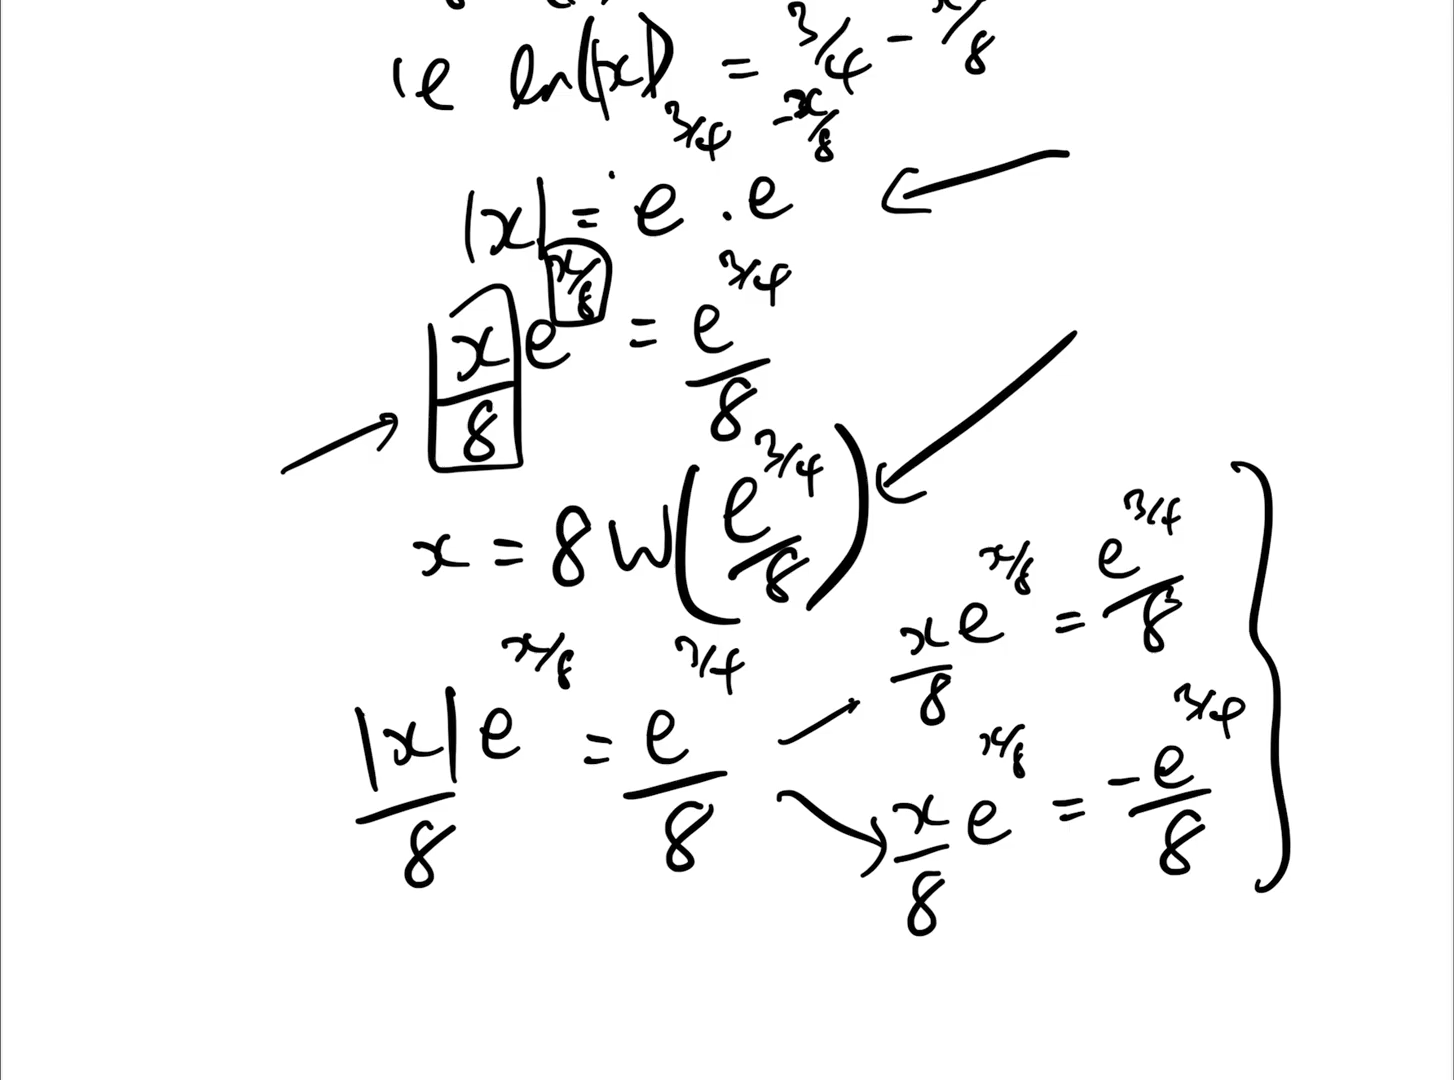 ie ln(|x|) = 3/4 - x/8
|x| = e^{3/4} . e^{-x/8}
x/8 e^{x/8} = e^{3/4}/8
x = 8W(e^{3/4}/8)
|x|/8 e^{x/8} = e^{3/4}/8
x/8 e^{x/8} = e^{3/4}/8
x/8 e^{x/8} = -e^{3/4}/8